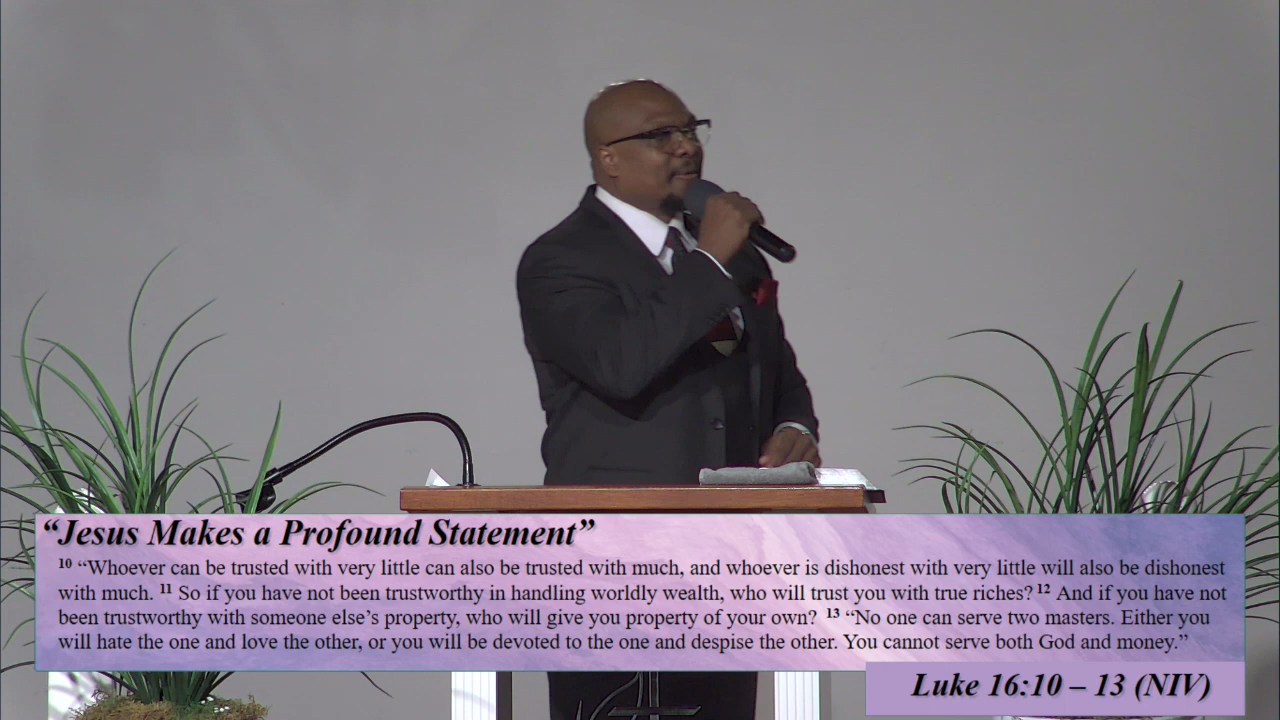 “Jesus Makes a Profound Statement”
10 “Whoever can be trusted with very little can also be trusted with much, and whoever is dishonest with very little will also be dishonest
with much. 11 So if you have not been trustworthy in handling worldly wealth, who will trust you with true riches? 12 And if you have not
been trustworthy with someone else’s property, who will give you property of your own? 13 “No one can serve two masters. Either you
will hate the one and love the other, or you will be devoted to the one and despise the other. You cannot serve both God and money.”
Luke 16:10 – 13 (NIV)